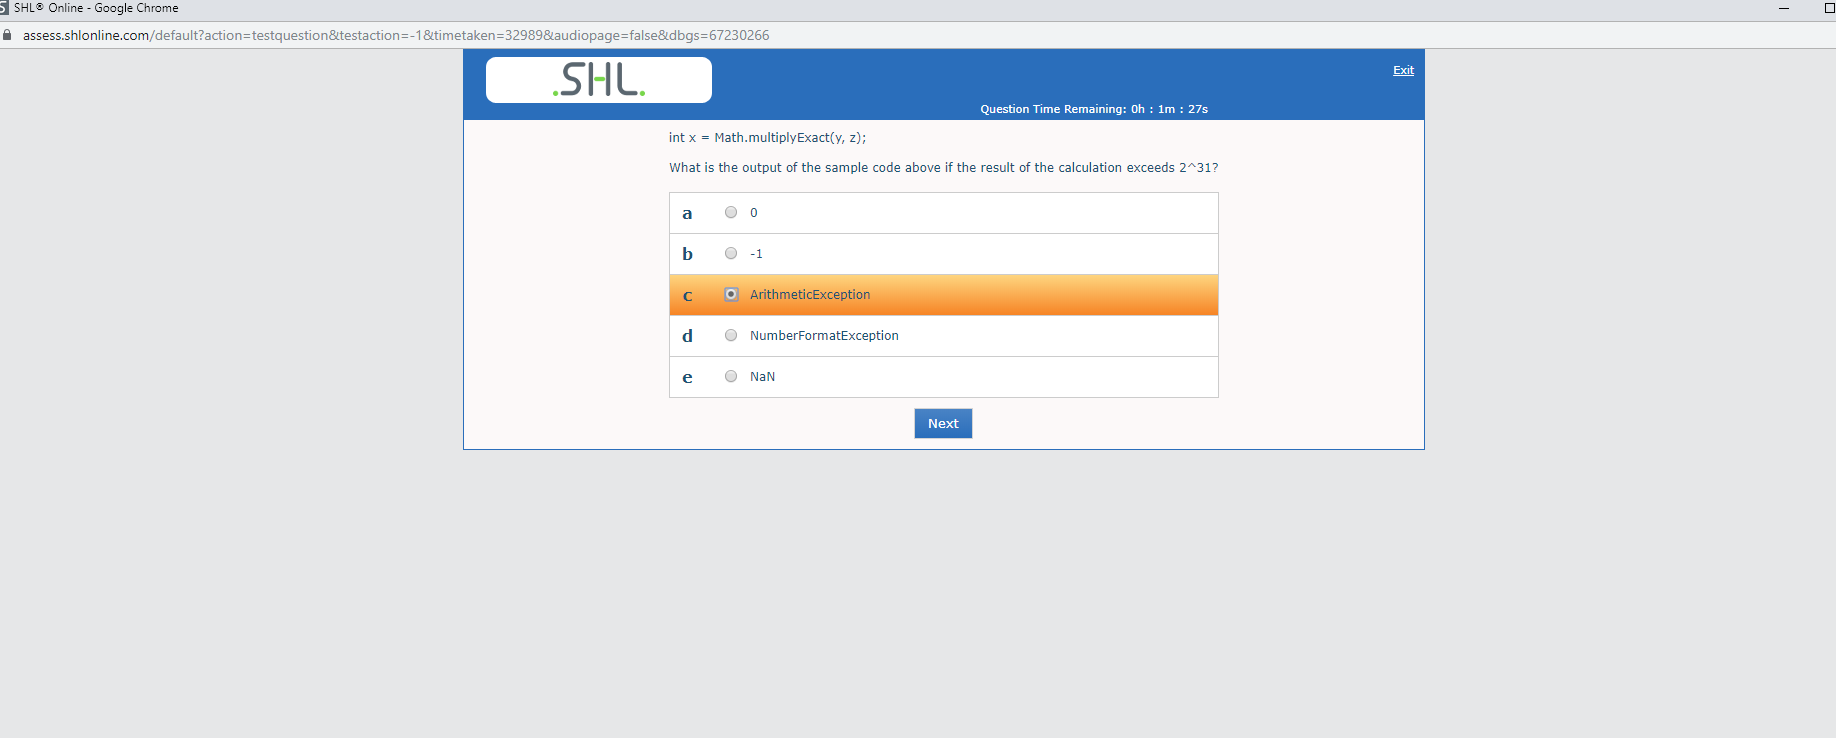 SHL® Online - Google Chrome
assess.shlonline.com/default?action=testquestion&testaction=-1&timetaken=32989&audiopage=false&dbgs=67230266
.SHL.
Exit
Question Time Remaining: 0h : 1m : 27s
int x = Math.multiplyExact(y, z);
What is the output of the sample code above if the result of the calculation exceeds 2^31?
a 0
b -1
c ArithmeticException
d NumberFormatException
e NaN
Next